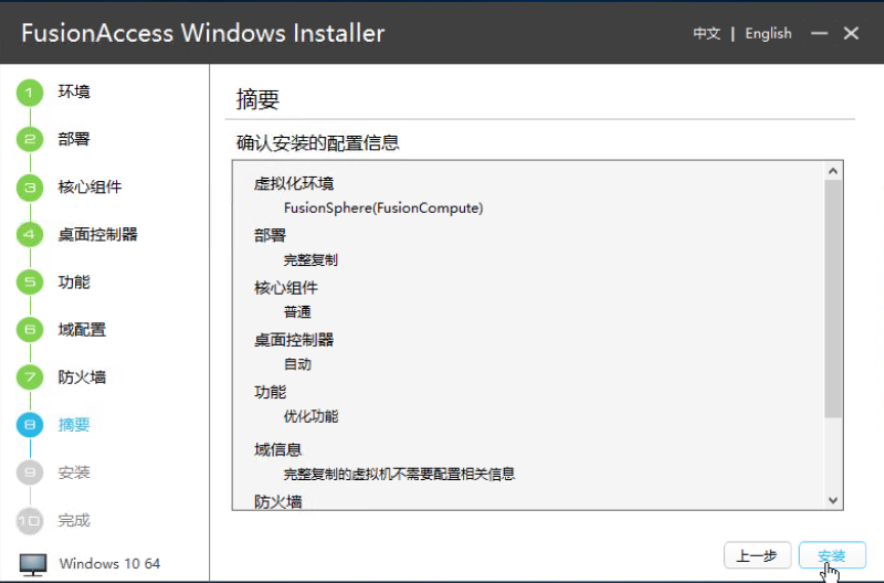 FusionAccess Windows Installer
中文 | English
1 环境
2 部署
3 核心组件
4 桌面控制器
5 功能
6 域配置
7 防火墙
8 摘要
9 安装
10 完成
Windows 10 64
摘要
确认安装的配置信息
虚拟化环境
FusionSphere(FusionCompute)
部署
完整复制
核心组件
普通
桌面控制器
自动
功能
优化功能
域信息
完整复制的虚拟机不需要配置相关信息
防火墙
上一步
安装